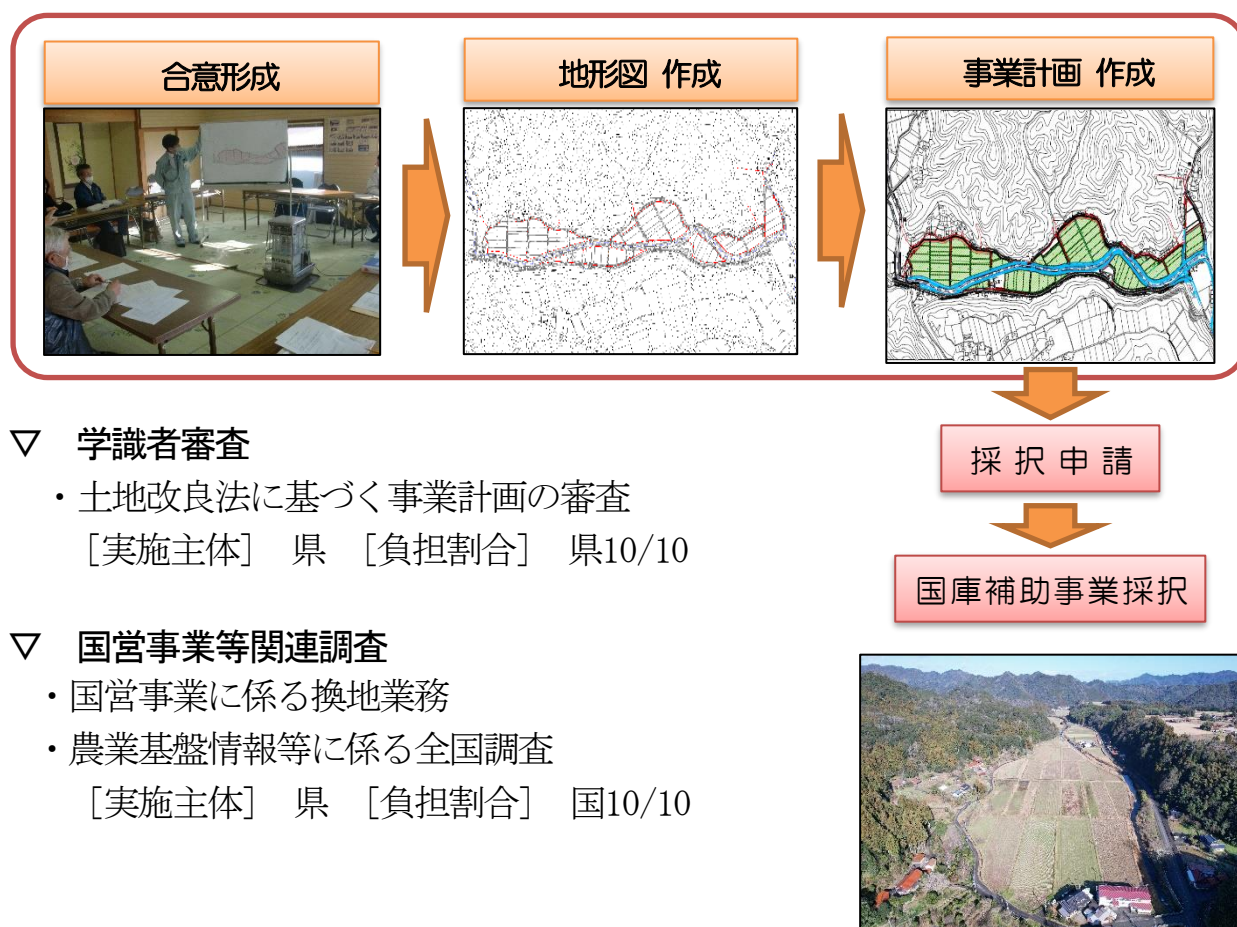 合意形成
地形図 作成
事業計画 作成
採択申請
国庫補助事業採択
▽ 学識者審査
・土地改良法に基づく事業計画の審査
［実施主体］ 県 ［負担割合］ 県10/10
▽ 国営事業等関連調査
・国営事業に係る換地業務
・農業基盤情報等に係る全国調査
［実施主体］ 県 ［負担割合］ 国10/10